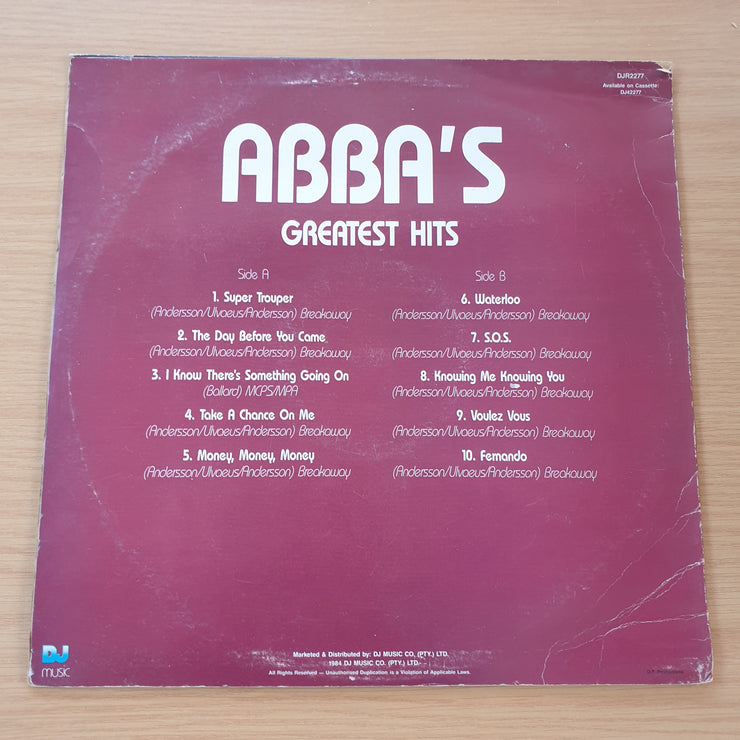 DJR2277
Available on Cassette:
DJ42277
ABBA'S
GREATEST HITS
Side A
1. Super Trouper
(Andersson/Ulvaeus/Andersson) Breakaway
2. The Day Before You Came
(Andersson/Ulvaeus/Andersson) Breakaway
3. I Know There's Something Going On
(Ballard) MCPS/MPA
4. Take A Chance On Me
(Andersson/Ulvaeus/Andersson) Breakaway
5. Money, Money, Money
(Andersson/Ulvaeus/Andersson) Breakaway
Side B
6. Waterloo
(Andersson/Ulvaeus/Andersson) Breakaway
7. S.O.S.
(Andersson/Ulvaeus/Andersson) Breakaway
8. Knowing Me Knowing You
(Andersson/Ulvaeus/Andersson) Breakaway
9. Voulez Vous
(Andersson/Ulvaeus/Andersson) Breakaway
10. Fernando
(Andersson/Ulvaeus/Andersson) Breakaway
DJ
music
Marketed & Distributed by: DJ MUSIC CO, (PTY.) LTD.
1984 DJ MUSIC CO. (PTY.) LTD.
All Rights Reserved — Unauthorized Duplication is a Violation of Applicable Laws.